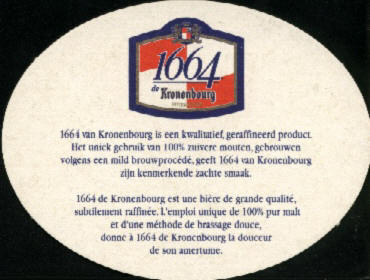 1664
de Kronenbourg
1664 van Kronenbourg is een kwalitatief, geraffineerd product.
Het uniek gebruik van 100% zuivere mouten, gebrouwen
volgens een mild brouwprocédé, geeft 1664 van Kronenbourg
zijn kenmerkende zachte smaak.
1664 de Kronenbourg est une bière de grande qualité,
subtilement raffinée. L'emploi unique de 100% pur malt
et d'une méthode de brassage douce,
donne à 1664 de Kronenbourg la douceur
de son amertume.